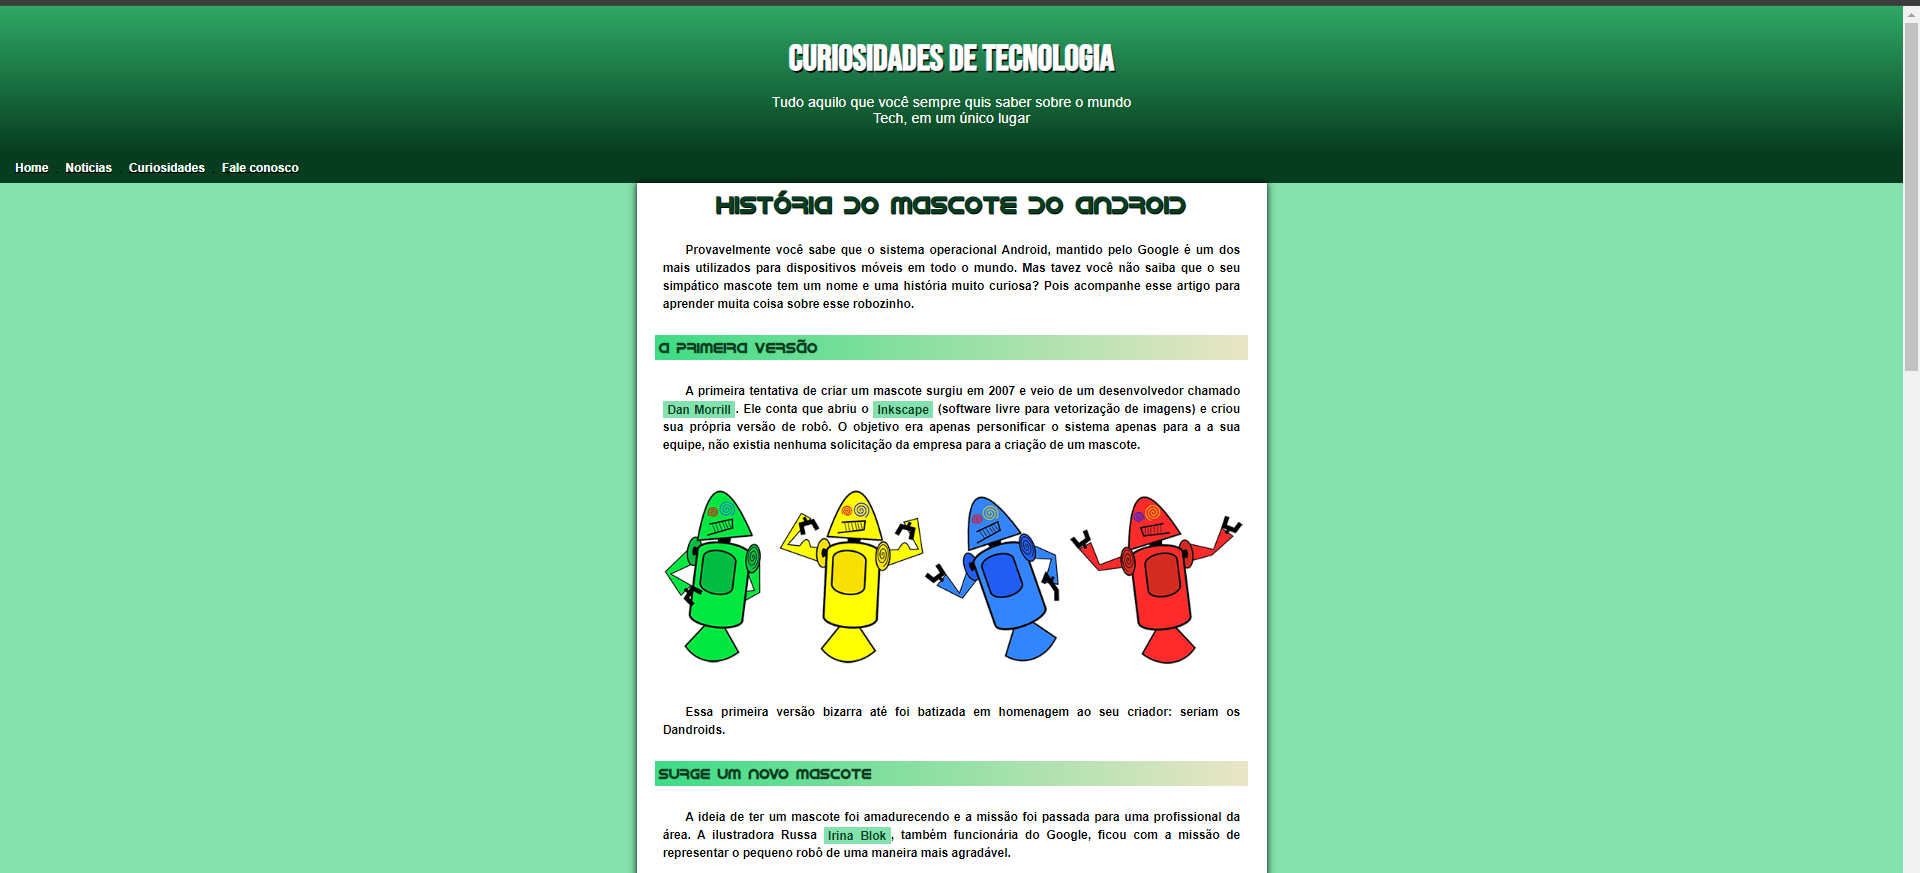 CURIOSIDADES DE TECNOLOGIA
Tudo aquilo que você sempre quis saber sobre o mundo
Tech, em um único lugar
Home . Notícias . Curiosidades . Fale conosco
HISTÓRIA DO MASCOTE DO ANDROID
Provavelmente você sabe que o sistema operacional Android, mantido pelo Google é um dos
mais utilizados para dispositivos móveis em todo o mundo. Mas tavez você não saiba que o seu
simpático mascote tem um nome e uma história muito curiosa? Pois acompanhe esse artigo para
aprender muita coisa sobre esse robozinho.
A PRIMEIRA VERSÃO
A primeira tentativa de criar um mascote surgiu em 2007 e veio de um desenvolvedor chamado
Dan Morrill. Ele conta que abriu o Inkscape (software livre para vetorização de imagens) e criou
sua própria versão de robô. O objetivo era apenas personificar o sistema apenas para a a sua
equipe, não existia nenhuma solicitação da empresa para a criação de um mascote.
Essa primeira versão bizarra até foi batizada em homenagem ao seu criador: seriam os
Dandroids.
SURGE UM NOVO MASCOTE
A ideia de ter um mascote foi amadurecendo e a missão foi passada para uma profissional da
área. A ilustradora Russa Irina Blok, também funcionária do Google, ficou com a missão de
representar o pequeno robô de uma maneira mais agradável.